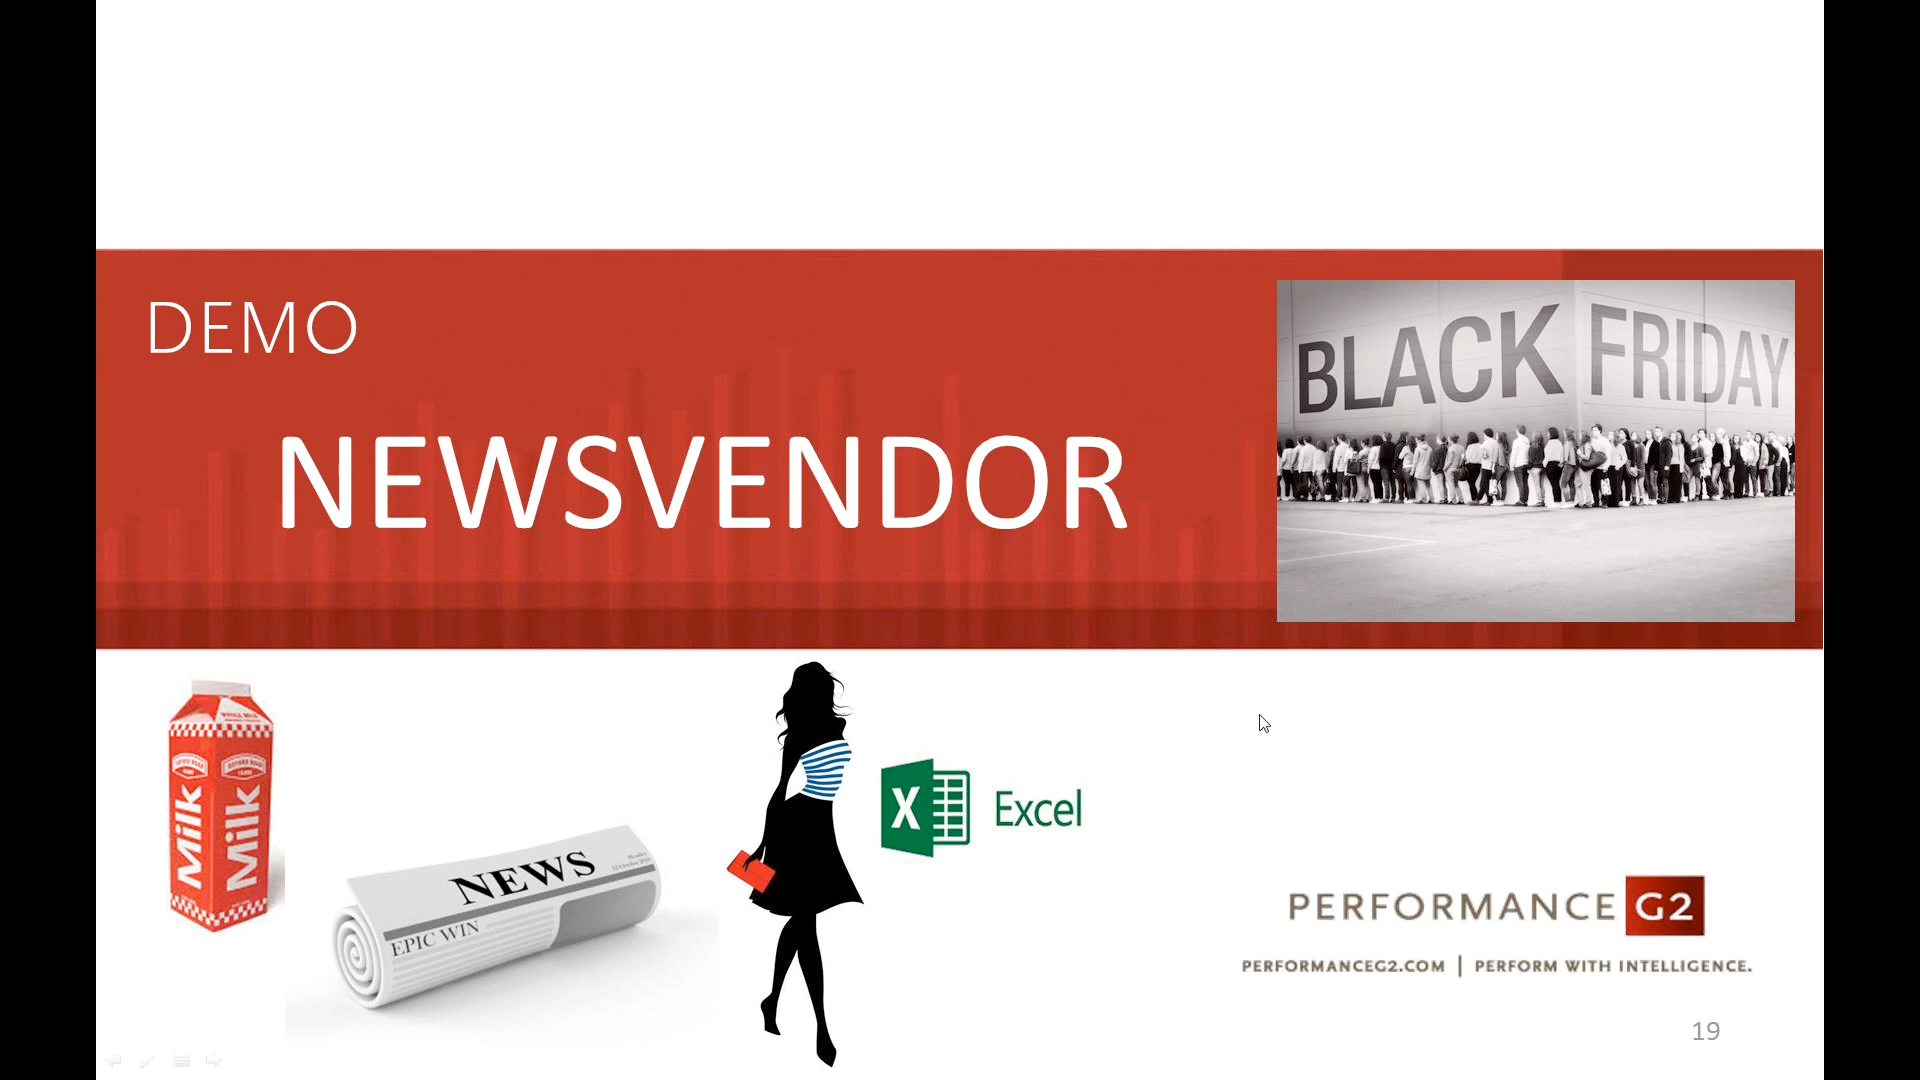 DEMO
NEWSVENDOR
BLACK FRIDAY
Milk
Milk
NEWS
EPIC WIN
Excel
PERFORMANCE G2
PERFORMANCEG2.COM | PERFORM WITH INTELLIGENCE.
19